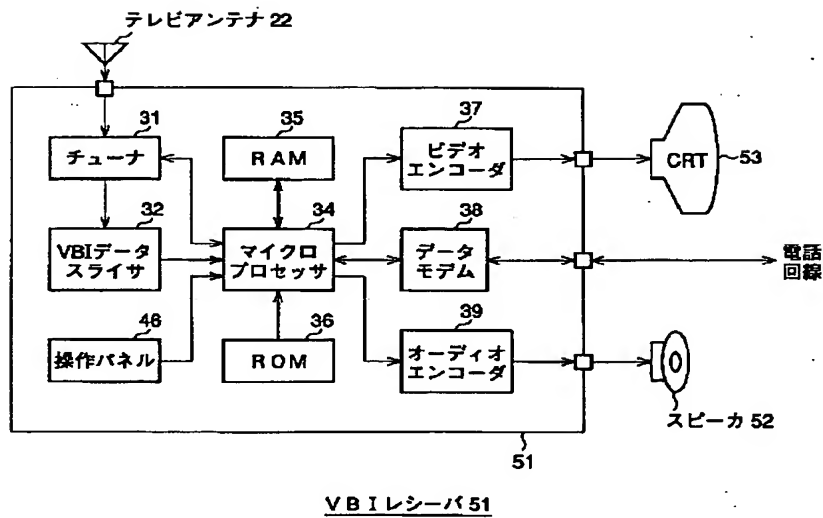 テレビアンテナ 22
31
チューナ
35
RAM
37
ビデオ
エンコーダ
CRT
53
32
VBIデータ
スライサ
34
マイクロ
プロセッサ
38
データ
モデム
電話
回線
46
操作パネル
36
ROM
39
オーディオ
エンコーダ
スピーカ 52
51
VBIレシーバ 51